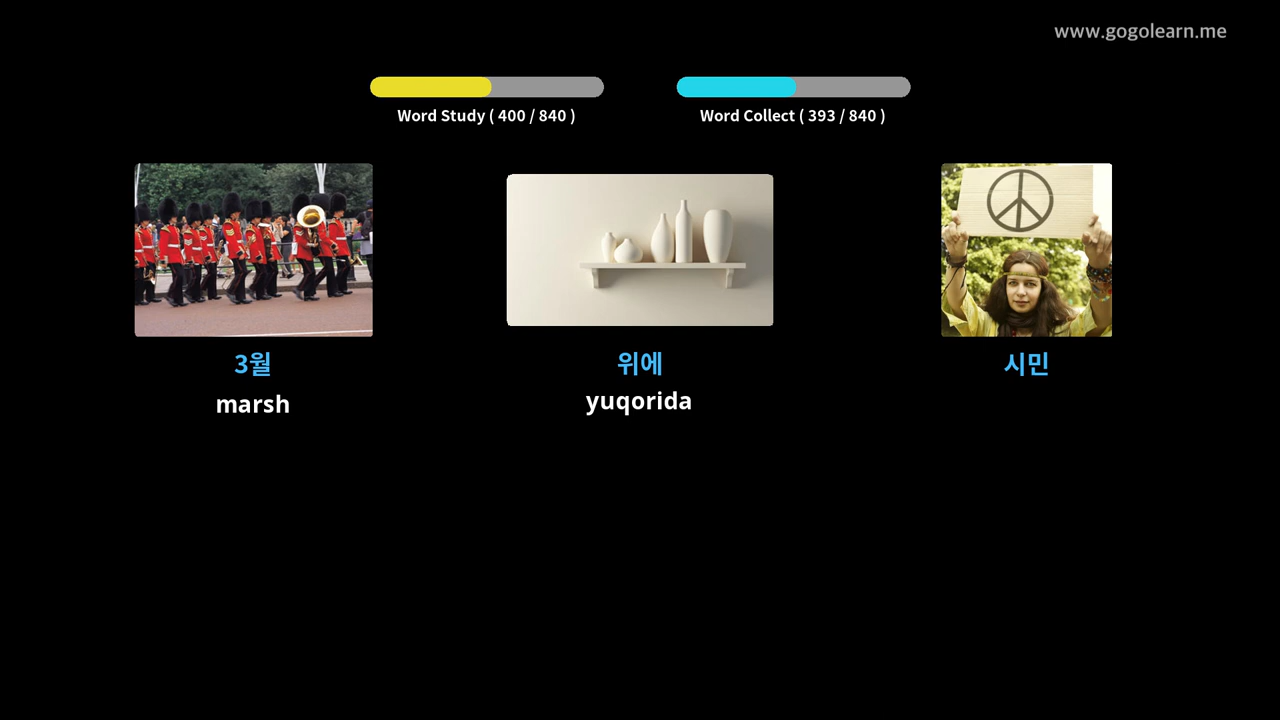 www.gogolearn.me
Word Study ( 400 / 840 )
Word Collect ( 393 / 840 )
3월
marsh
위에
yuqorida
시민